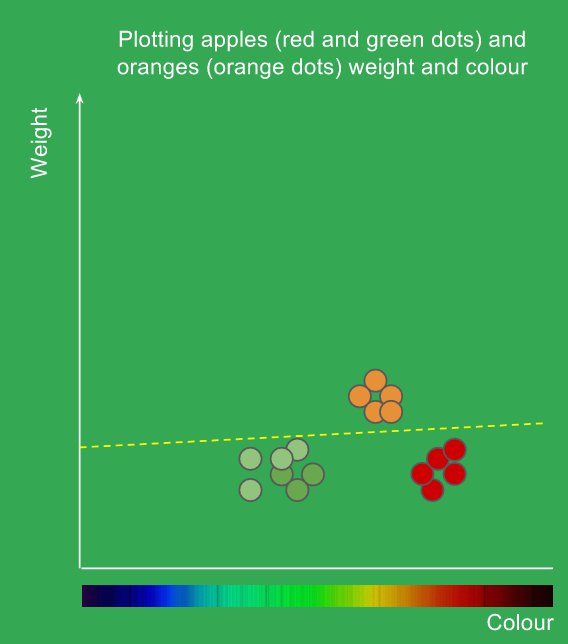 Plotting apples (red and green dots) and
oranges (orange dots) weight and colour
Weight
Colour